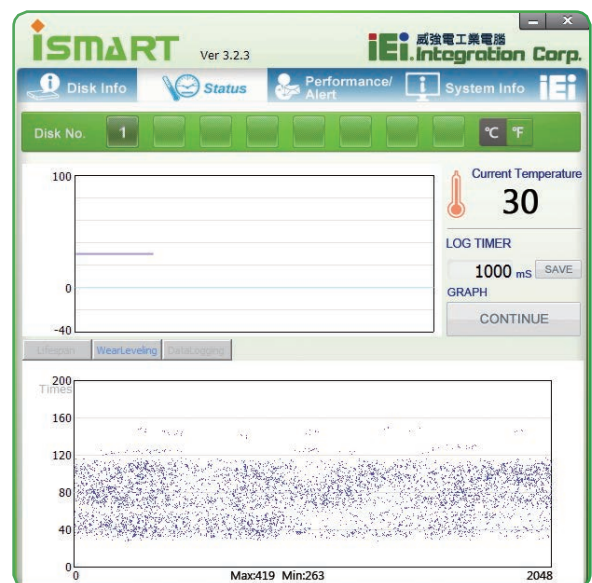 iSMART Ver 3.2.3
威強電工業電腦
iEi.Integration Corp.
Disk Info Status Performance/ Alert System Info iEi
Disk No. 1 ℃ ℉
100
0
-40
Current Temperature
30
LOG TIMER
1000 mS SAVE
GRAPH
CONTINUE
Lifespan WearLeveling DataLogging
200
Times
160
120
80
40
0
0 Max:419 Min:263 2048